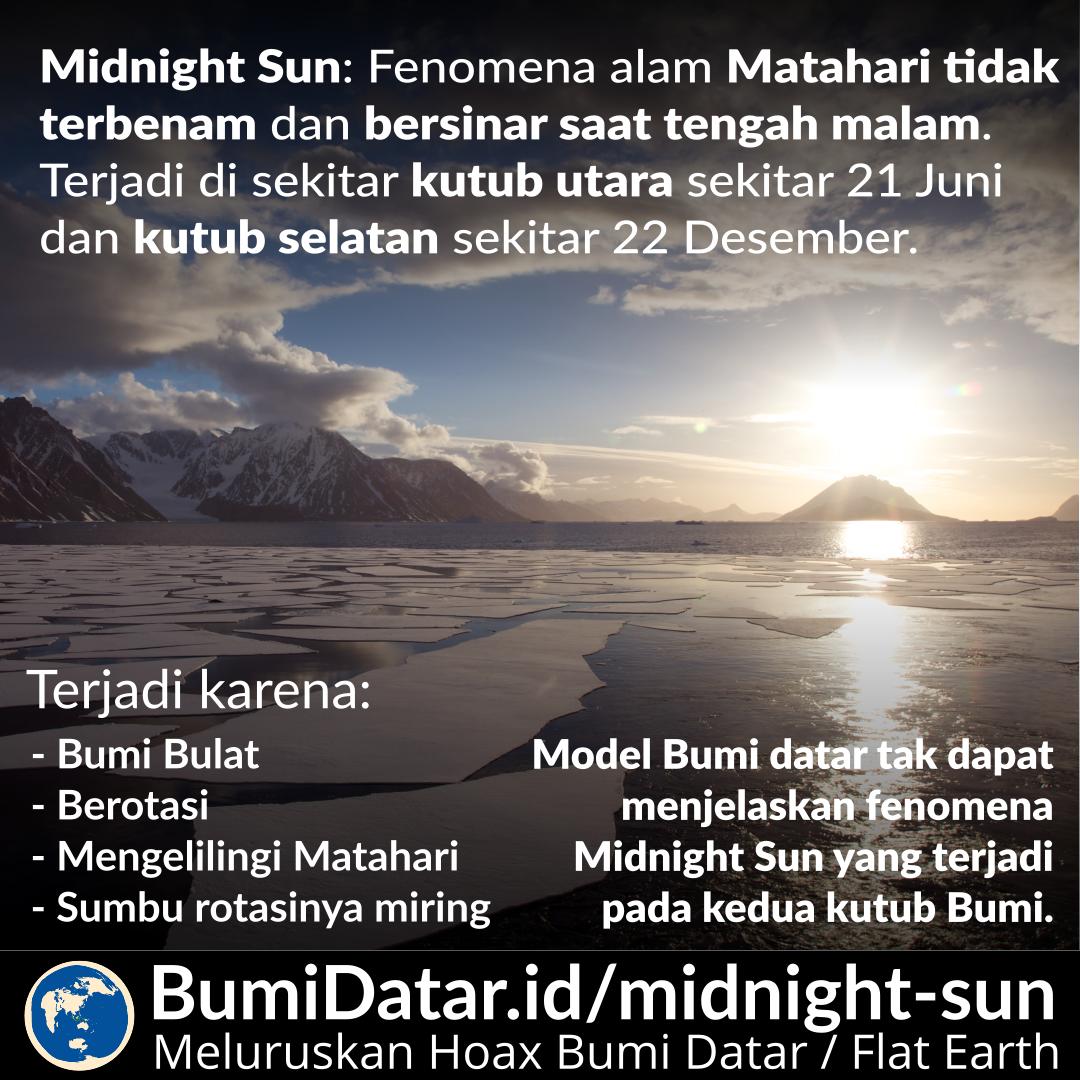 Midnight Sun: Fenomena alam Matahari tidak
terbenam dan bersinar saat tengah malam.
Terjadi di sekitar kutub utara sekitar 21 Juni
dan kutub selatan sekitar 22 Desember.
Terjadi karena:
- Bumi Bulat
- Berotasi
- Mengelilingi Matahari
- Sumbu rotasinya miring
Model Bumi datar tak dapat
menjelaskan fenomena
Midnight Sun yang terjadi
pada kedua kutub Bumi.
BumiDatar.id/midnight-sun
Meluruskan Hoax Bumi Datar / Flat Earth